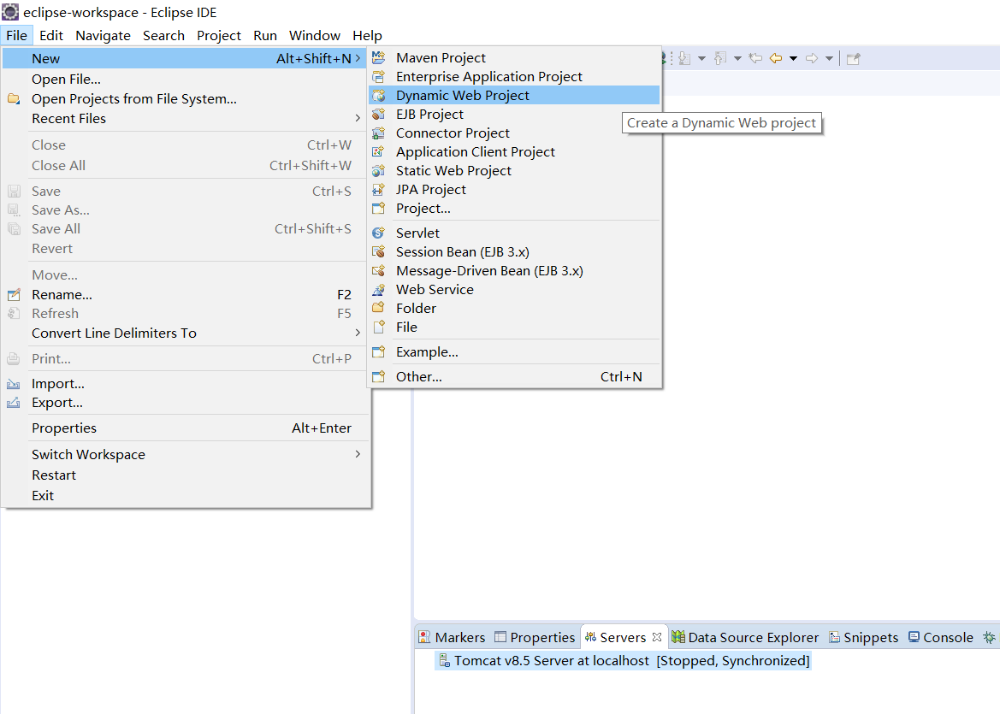 eclipse-workspace - Eclipse IDE
File Edit Navigate Search Project Run Window Help
New Alt+Shift+N
Open File...
Open Projects from File System...
Recent Files
Close Ctrl+W
Close All Ctrl+Shift+W
Save Ctrl+S
Save As...
Save All Ctrl+Shift+S
Revert
Move...
Rename... F2
Refresh F5
Convert Line Delimiters To
Print... Ctrl+P
Import...
Export...
Properties Alt+Enter
Switch Workspace
Restart
Exit
Maven Project
Enterprise Application Project
Dynamic Web Project
EJB Project
Connector Project
Application Client Project
Static Web Project
JPA Project
Project...
Servlet
Session Bean (EJB 3.x)
Message-Driven Bean (EJB 3.x)
Web Service
Folder
File
Example...
Other... Ctrl+N
Create a Dynamic Web project
Markers Properties Servers Data Source Explorer Snippets Console
Tomcat v8.5 Server at localhost [Stopped, Synchronized]